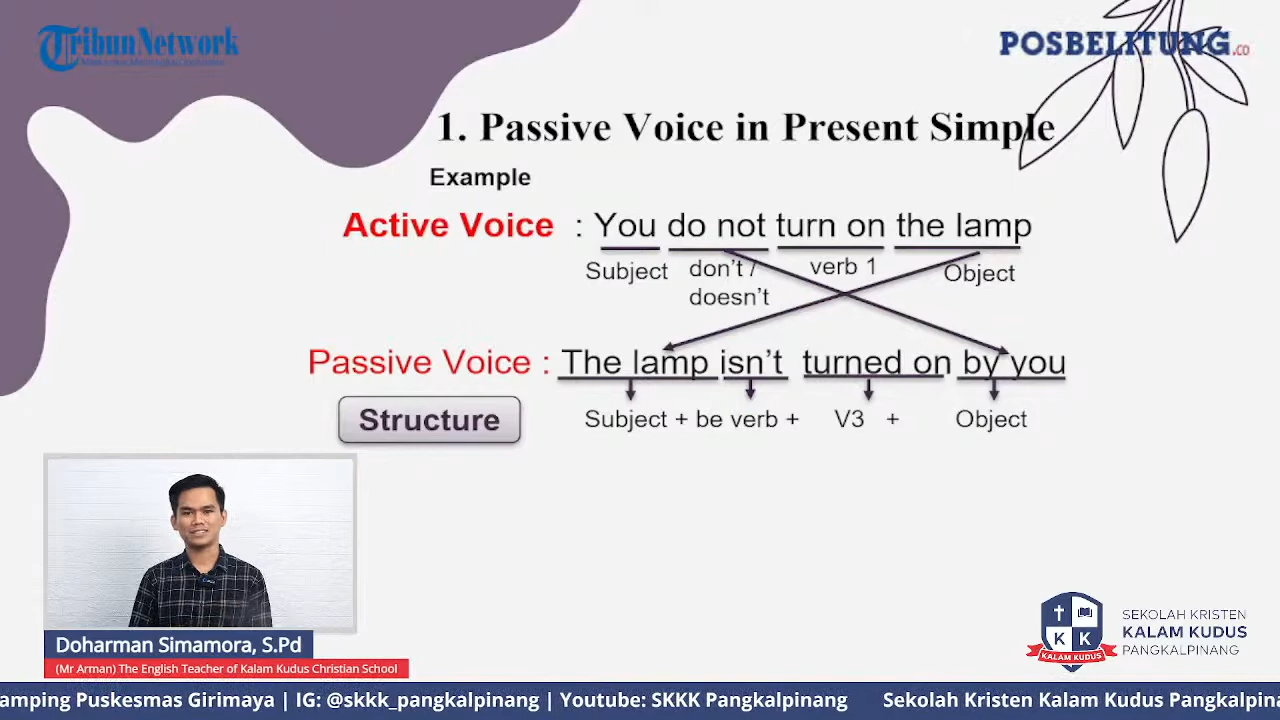 TribunNetwork
POSBELITUNG.CO
1. Passive Voice in Present Simple
Example
Active Voice : You do not turn on the lamp
Subject don't / verb 1 Object
doesn't
Passive Voice : The lamp isn't turned on by you
Structure Subject + be verb + V3 + Object
Doharman Simamora, S.Pd
(Mr Arman) The English Teacher of Kalam Kudus Christian School
K K
KALAM KUDUS
SEKOLAH KRISTEN
KALAM KUDUS
PANGKALPINANG
amping Puskesmas Girimaya | IG: @skkk_pangkalpinang | Youtube: SKKK Pangkalpinang Sekolah Kristen Kalam Kudus Pangkalpina